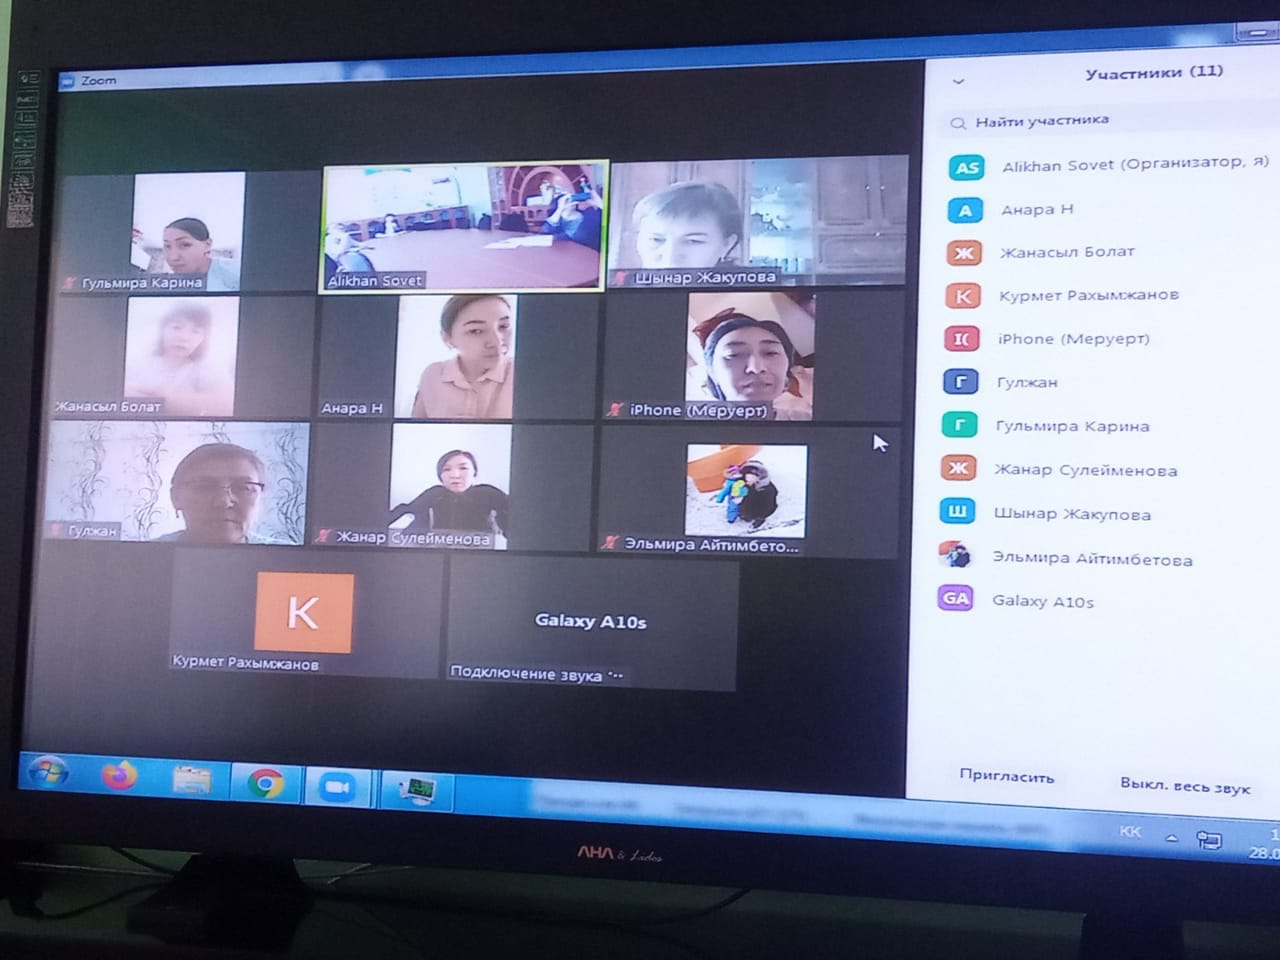 Zoom
Участники (11)
Найти участника
AS Alikhan Sovet (Организатор, я)
А Анара Н
Ж Жанасыл Болат
К Курмет Рахымжанов
I( iPhone (Меруерт)
Г Гулжан
Г Гульмира Карина
Ж Жанар Сулейменова
Ш Шынар Жакупова
Эльмира Айтимбетова
GA Galaxy A10s
Пригласить
Выкл. весь звук
Гульмира Карина
Alikhan Sovet
Шынар Жакупова
Жанасыл Болат
Анара Н
iPhone (Меруерт)
Гулжан
Жанар Сулейменова
Эльмира Айтимбето...
К
Курмет Рахымжанов
Galaxy A10s
Подключение звука
KK
28.0